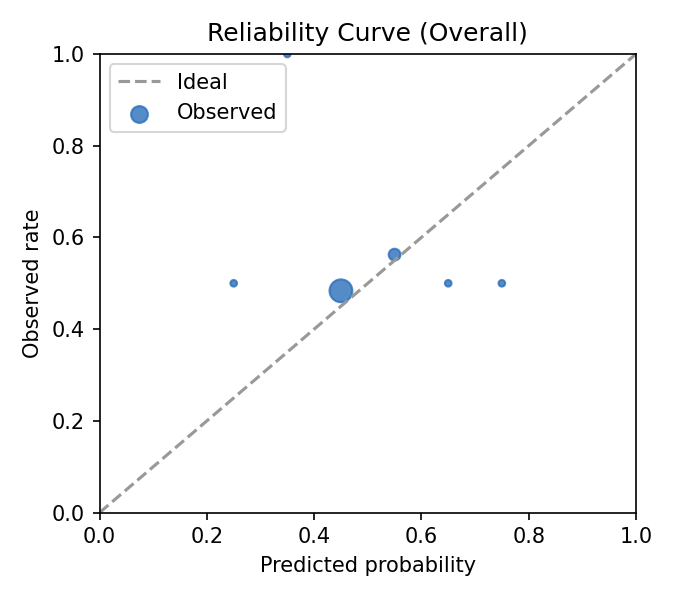 Reliability Curve (Overall)
Ideal
Observed
1.0
0.8
0.6
0.4
0.2
0.0
Observed rate
0.0 0.2 0.4 0.6 0.8 1.0
Predicted probability